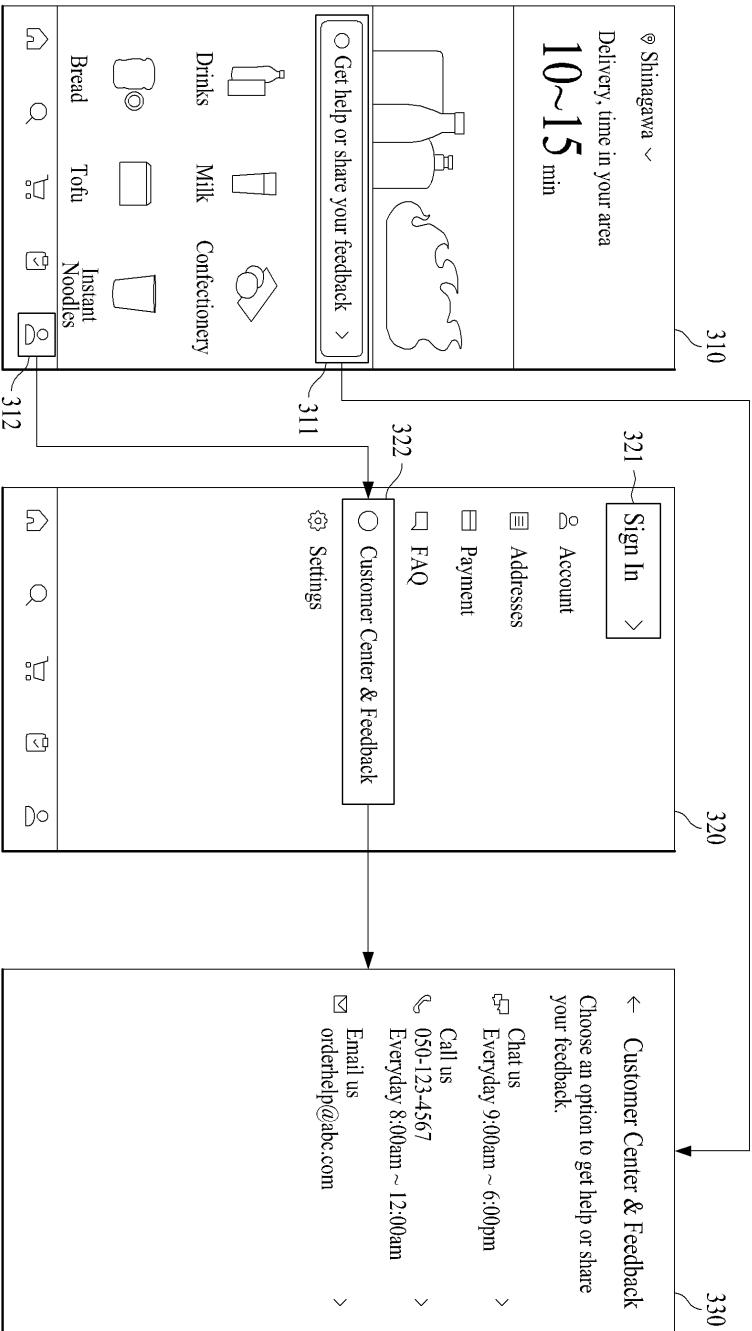 310
Shinagawa
Delivery, time in your area
10~15 min
Get help or share your feedback
311
Drinks
Milk
Confectionery
Bread
Tofu
Instant
Noodles
312
320
321
Sign In
Account
Addresses
Payment
FAQ
322
Customer Center & Feedback
Settings
330
Customer Center & Feedback
Choose an option to get help or share
your feedback.
Chat us
Everyday 9:00am ~ 6:00pm
Call us
050-123-4567
Everyday 8:00am ~ 12:00am
Email us
orderhelp@abc.com